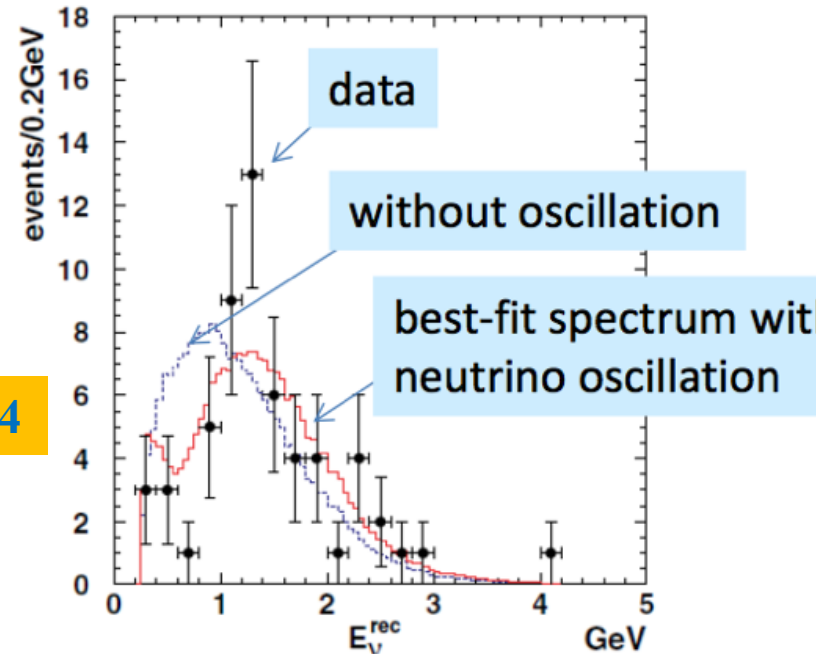 18
16
14
12
10
8
6
4
2
0
events/0.2GeV
data
without oscillation
best-fit spectrum wit
neutrino oscillation
4
0 1 2 3 4 5
E_ν^rec GeV